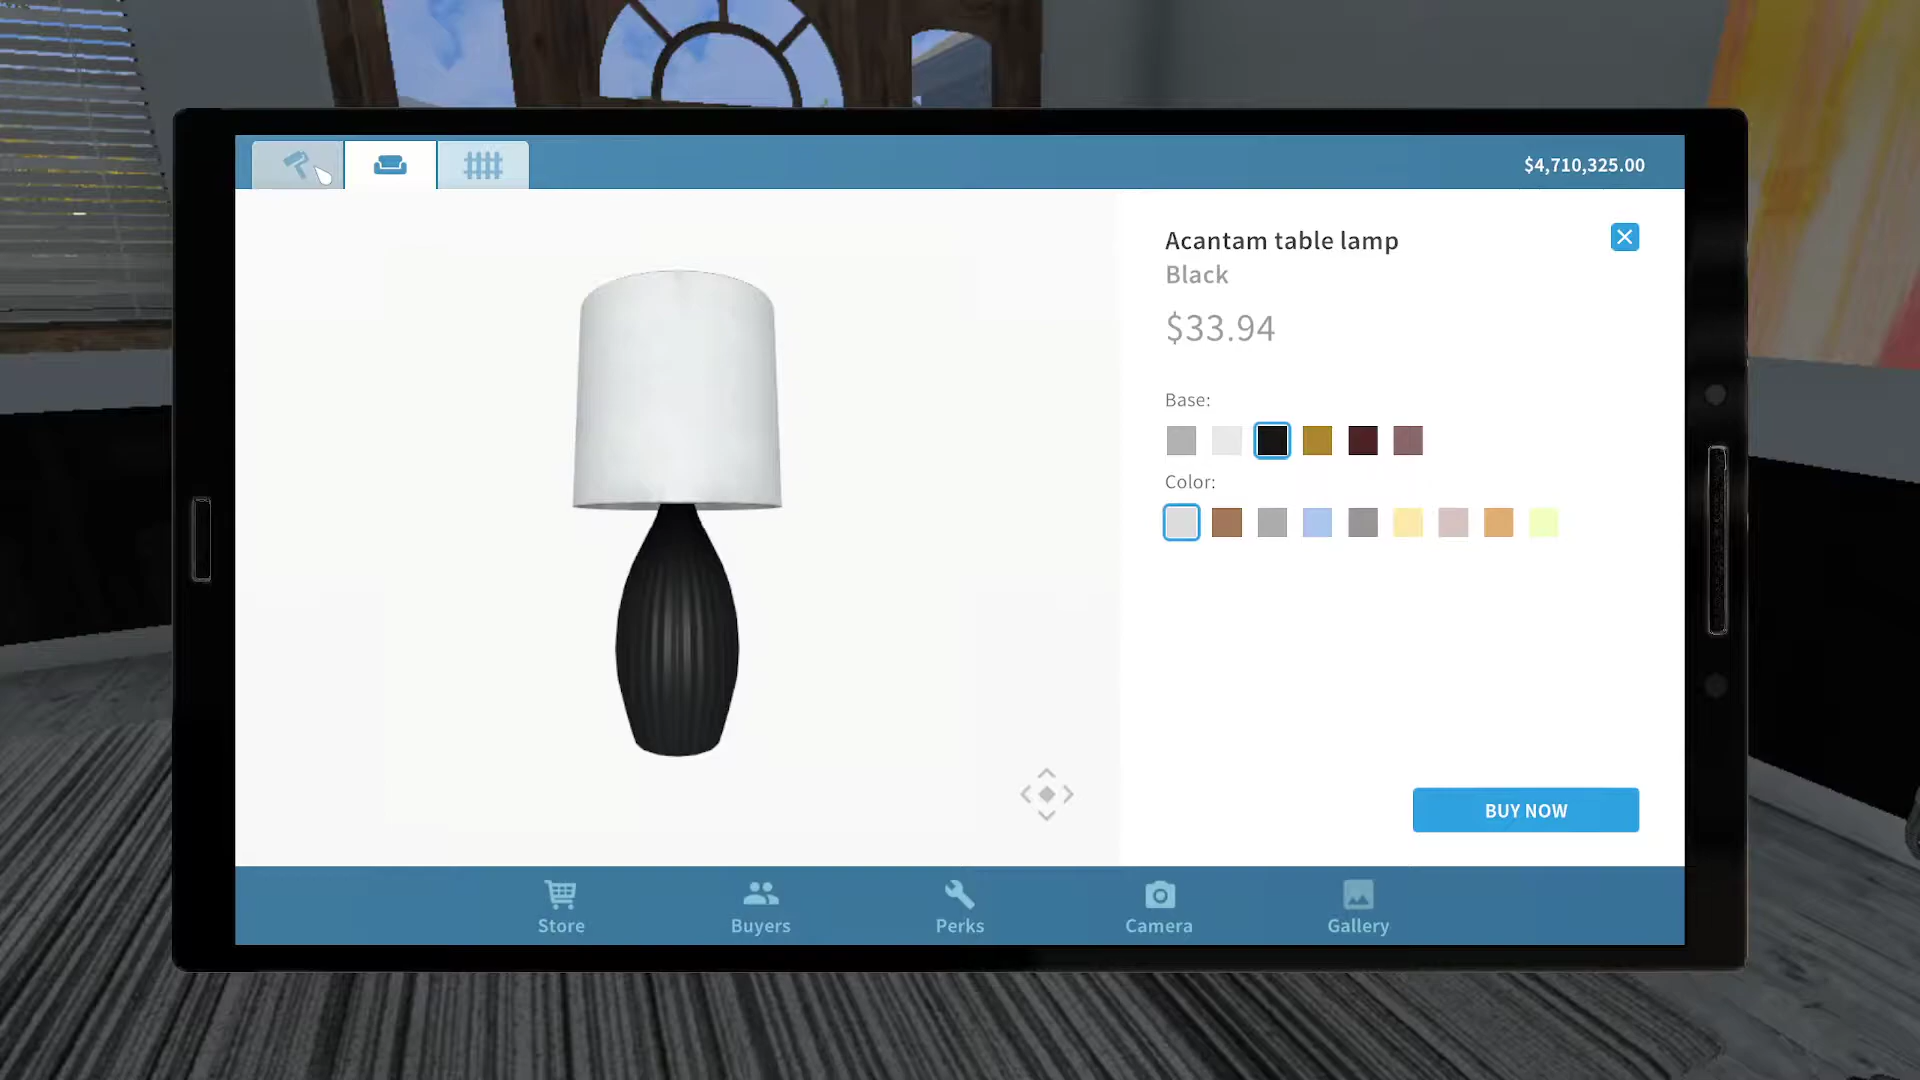 $4,710,325.00
Acantam table lamp
Black
$33.94
Base:
Color:
BUY NOW
Store
Buyers
Perks
Camera
Gallery